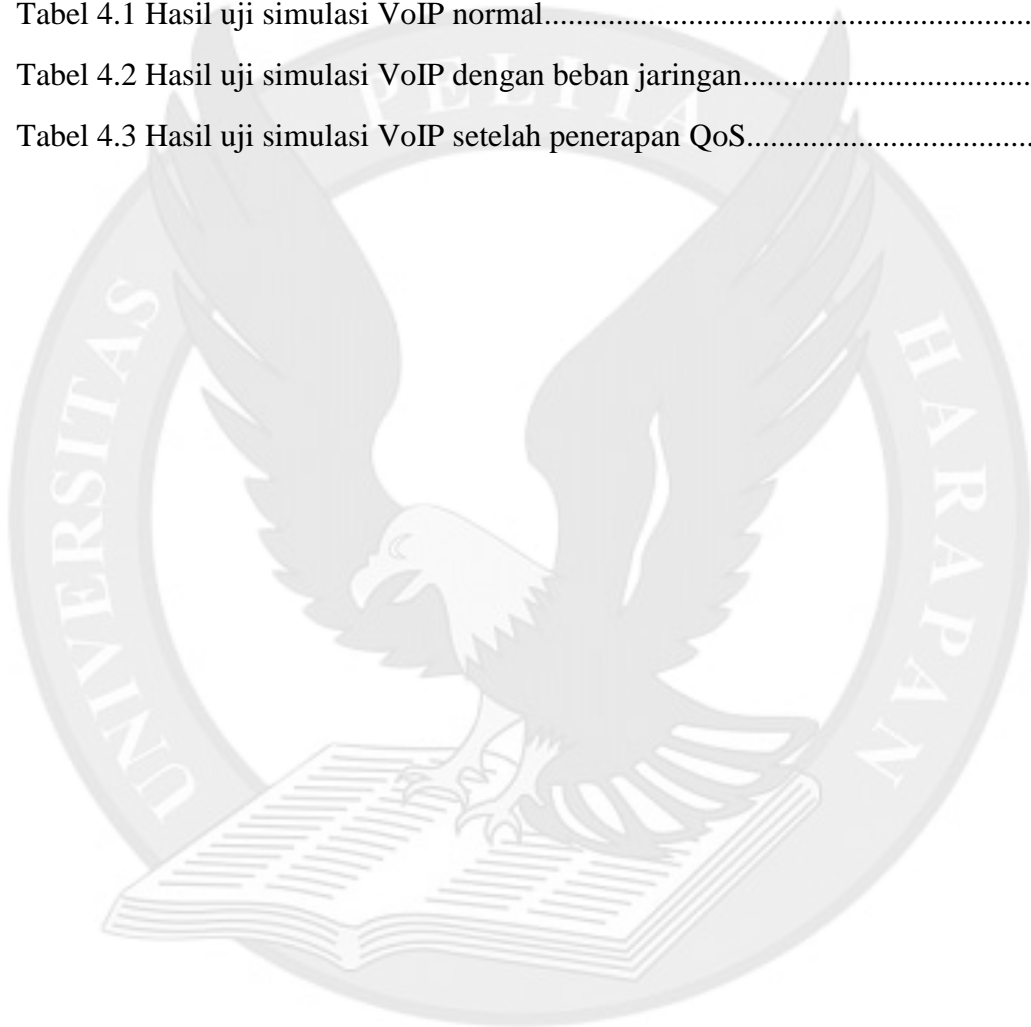 Tabel 4.1 Hasil uji simulasi VoIP normal...........................................................................
Tabel 4.2 Hasil uji simulasi VoIP dengan beban jaringan............................................
Tabel 4.3 Hasil uji simulasi VoIP setelah penerapan QoS...........................................
UNIVERSITAS PELITA HARAPAN